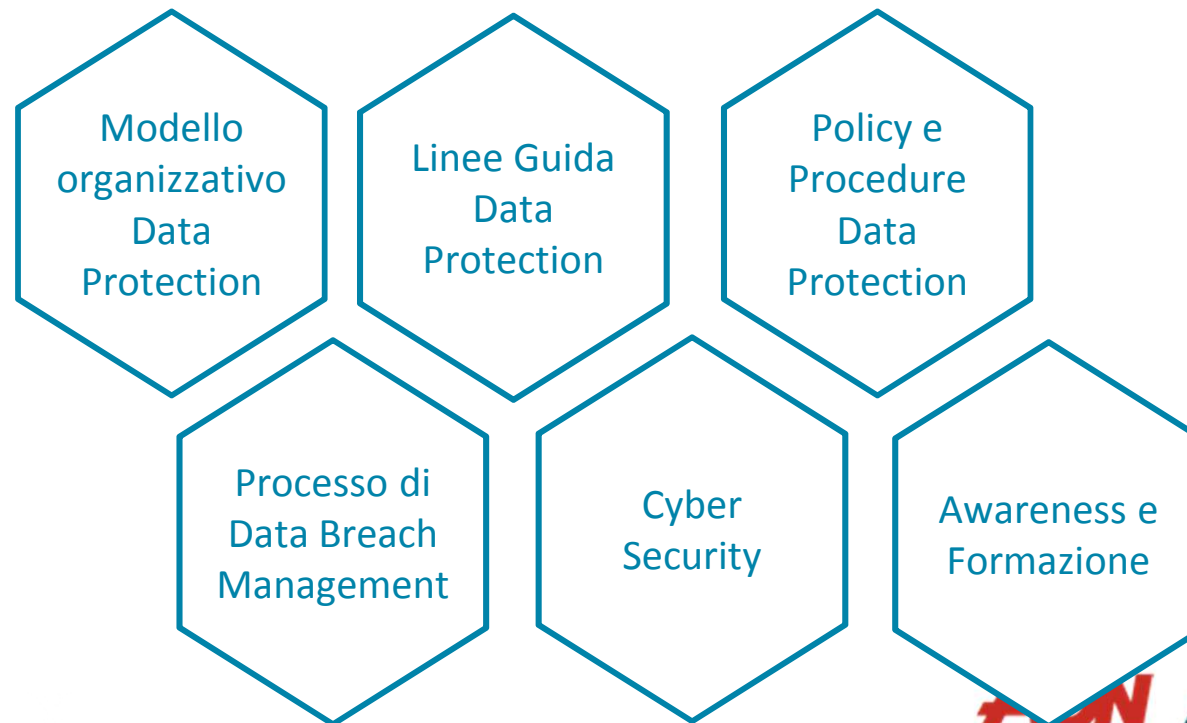 Modello
organizzativo
Data
Protection
Linee Guida
Data
Protection
Policy e
Procedure
Data
Protection
Processo di
Data Breach
Management
Cyber
Security
Awareness e
Formazione